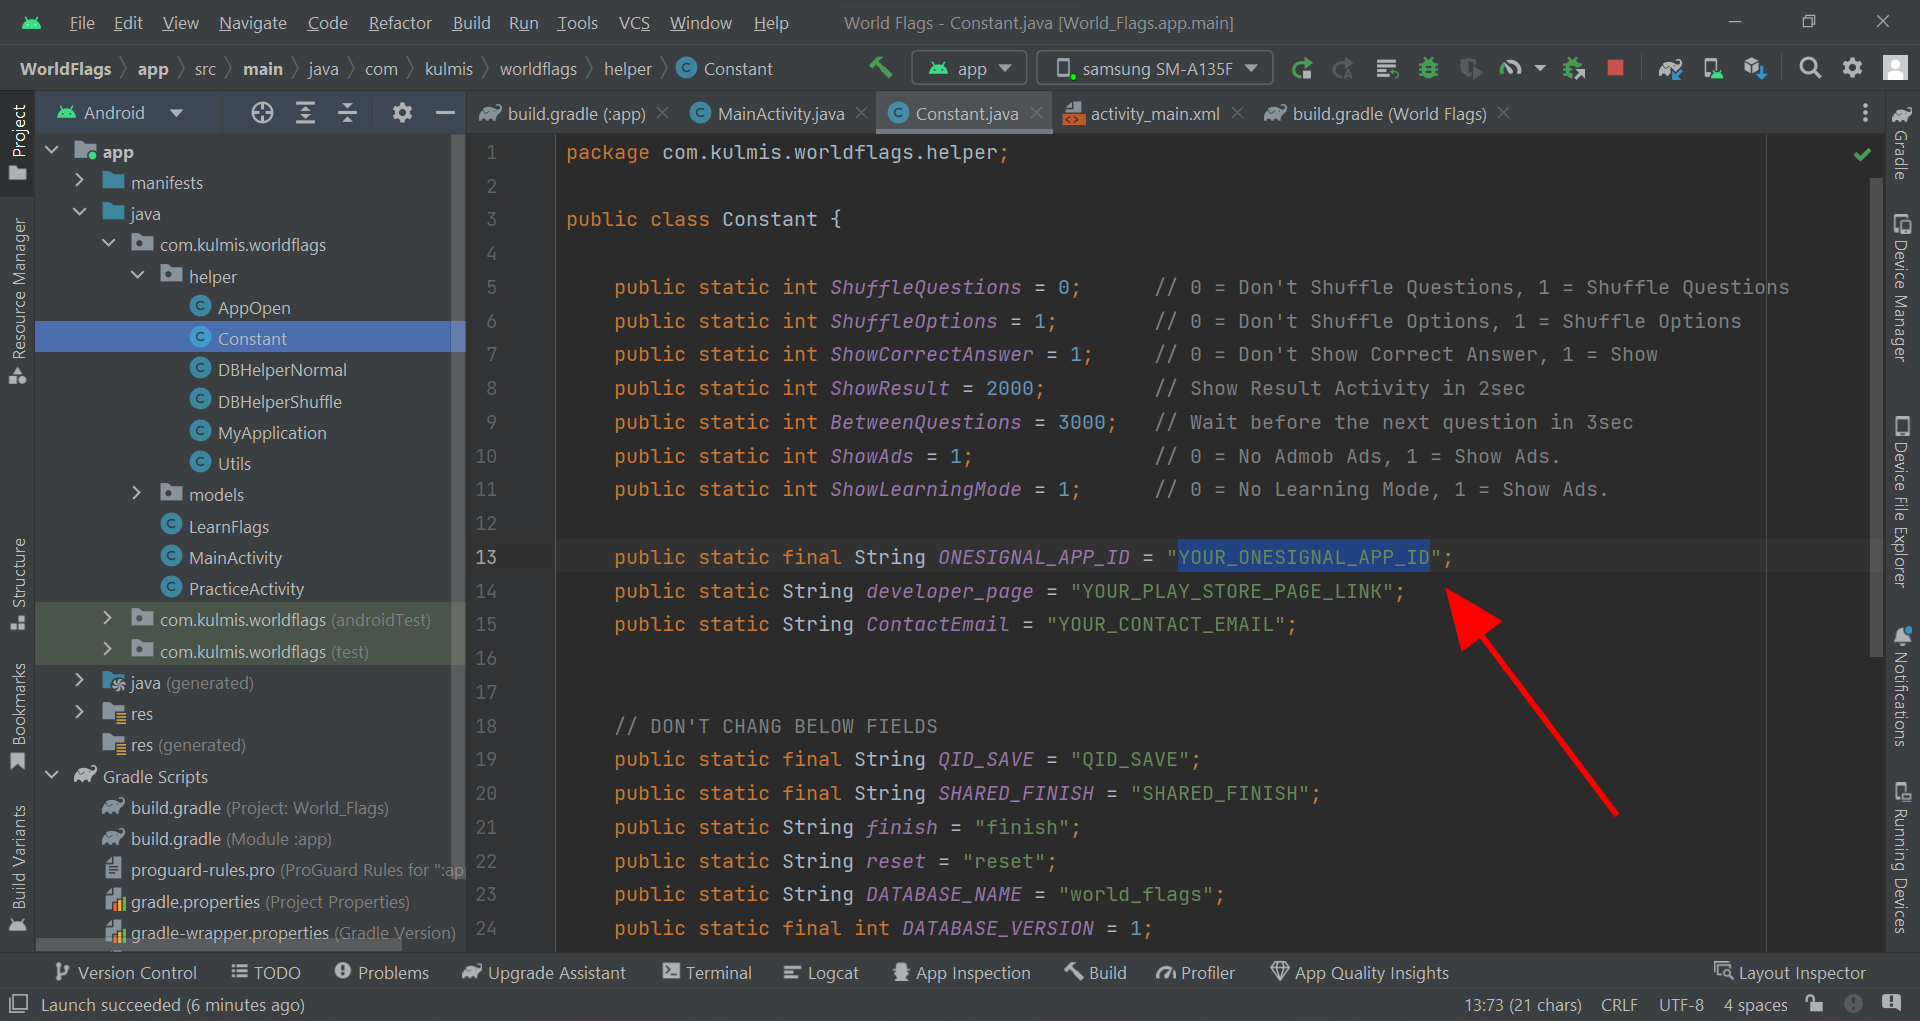 File Edit View Navigate Code Refactor Build Run Tools VCS Window Help World Flags - Constant.java [World_Flags.app.main]
WorldFlags app src main java com kulmis worldflags helper C Constant app samsung SM-A135F
Project
Resource Manager
Structure
Bookmarks
Build Variants
Android
app
manifests
java
com.kulmis.worldflags
helper
C AppOpen
C Constant
C DBHelperNormal
C DBHelperShuffle
C MyApplication
C Utils
models
C LearnFlags
C MainActivity
C PracticeActivity
com.kulmis.worldflags (androidTest)
com.kulmis.worldflags (test)
java (generated)
res
res (generated)
Gradle Scripts
build.gradle (Project: World_Flags)
build.gradle (Module :app)
proguard-rules.pro (ProGuard Rules for ":ap
gradle.properties (Project Properties)
gradle-wrapper.properties (Gradle Version)
build.gradle (:app) C MainActivity.java C Constant.java activity_main.xml build.gradle (World Flags)
1 package com.kulmis.worldflags.helper;
2
3 public class Constant {
4
5 public static int ShuffleQuestions = 0; // 0 = Don't Shuffle Questions, 1 = Shuffle Questions
6 public static int ShuffleOptions = 1; // 0 = Don't Shuffle Options, 1 = Shuffle Options
7 public static int ShowCorrectAnswer = 1; // 0 = Don't Show Correct Answer, 1 = Show
8 public static int ShowResult = 2000; // Show Result Activity in 2sec
9 public static int BetweenQuestions = 3000; // Wait before the next question in 3sec
10 public static int ShowAds = 1; // 0 = No Admob Ads, 1 = Show Ads.
11 public static int ShowLearningMode = 1; // 0 = No Learning Mode, 1 = Show Ads.
12
13 public static final String ONESIGNAL_APP_ID = "YOUR_ONESIGNAL_APP_ID";
14 public static String developer_page = "YOUR_PLAY_STORE_PAGE_LINK";
15 public static String ContactEmail = "YOUR_CONTACT_EMAIL";
16
17
18 // DON'T CHANG BELOW FIELDS
19 public static final String QID_SAVE = "QID_SAVE";
20 public static final String SHARED_FINISH = "SHARED_FINISH";
21 public static String finish = "finish";
22 public static String reset = "reset";
23 public static String DATABASE_NAME = "world_flags";
24 public static final int DATABASE_VERSION = 1;
Gradle
Device Manager
Device File Explorer
Notifications
Running Devices
Version Control TODO Problems Upgrade Assistant Terminal Logcat App Inspection Build Profiler App Quality Insights Layout Inspector
Launch succeeded (6 minutes ago) 13:73 (21 chars) CRLF UTF-8 4 spaces